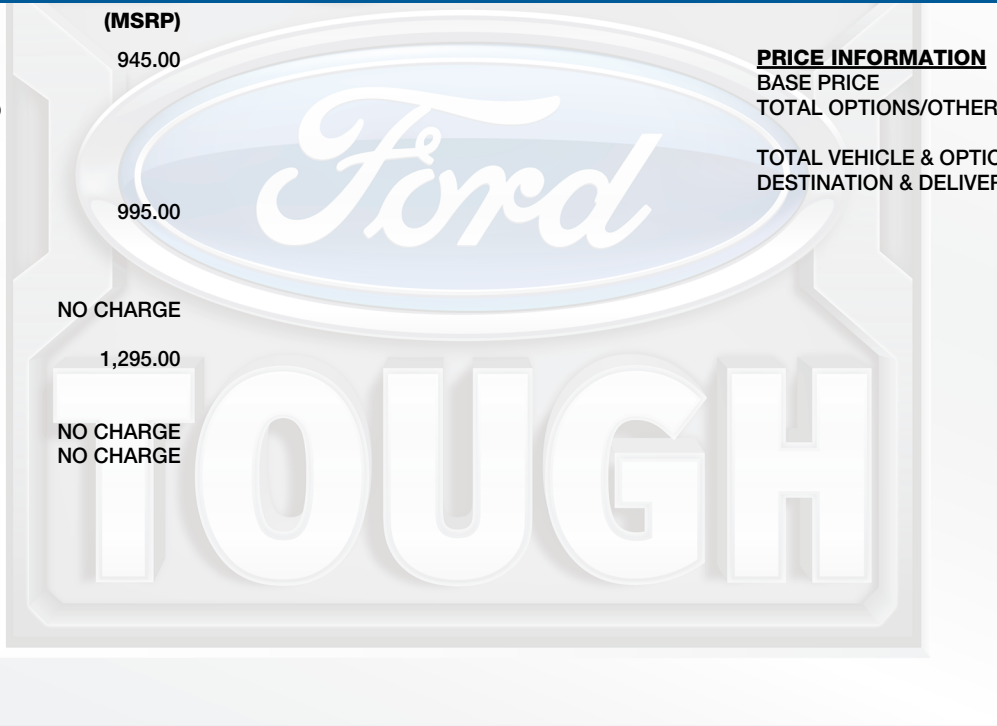 (MSRP)
945.00
995.00
NO CHARGE
1,295.00
NO CHARGE
NO CHARGE
PRICE INFORMATION
BASE PRICE
TOTAL OPTIONS/OTHER
TOTAL VEHICLE & OPTIO
DESTINATION & DELIVER
Ford
TOUGH